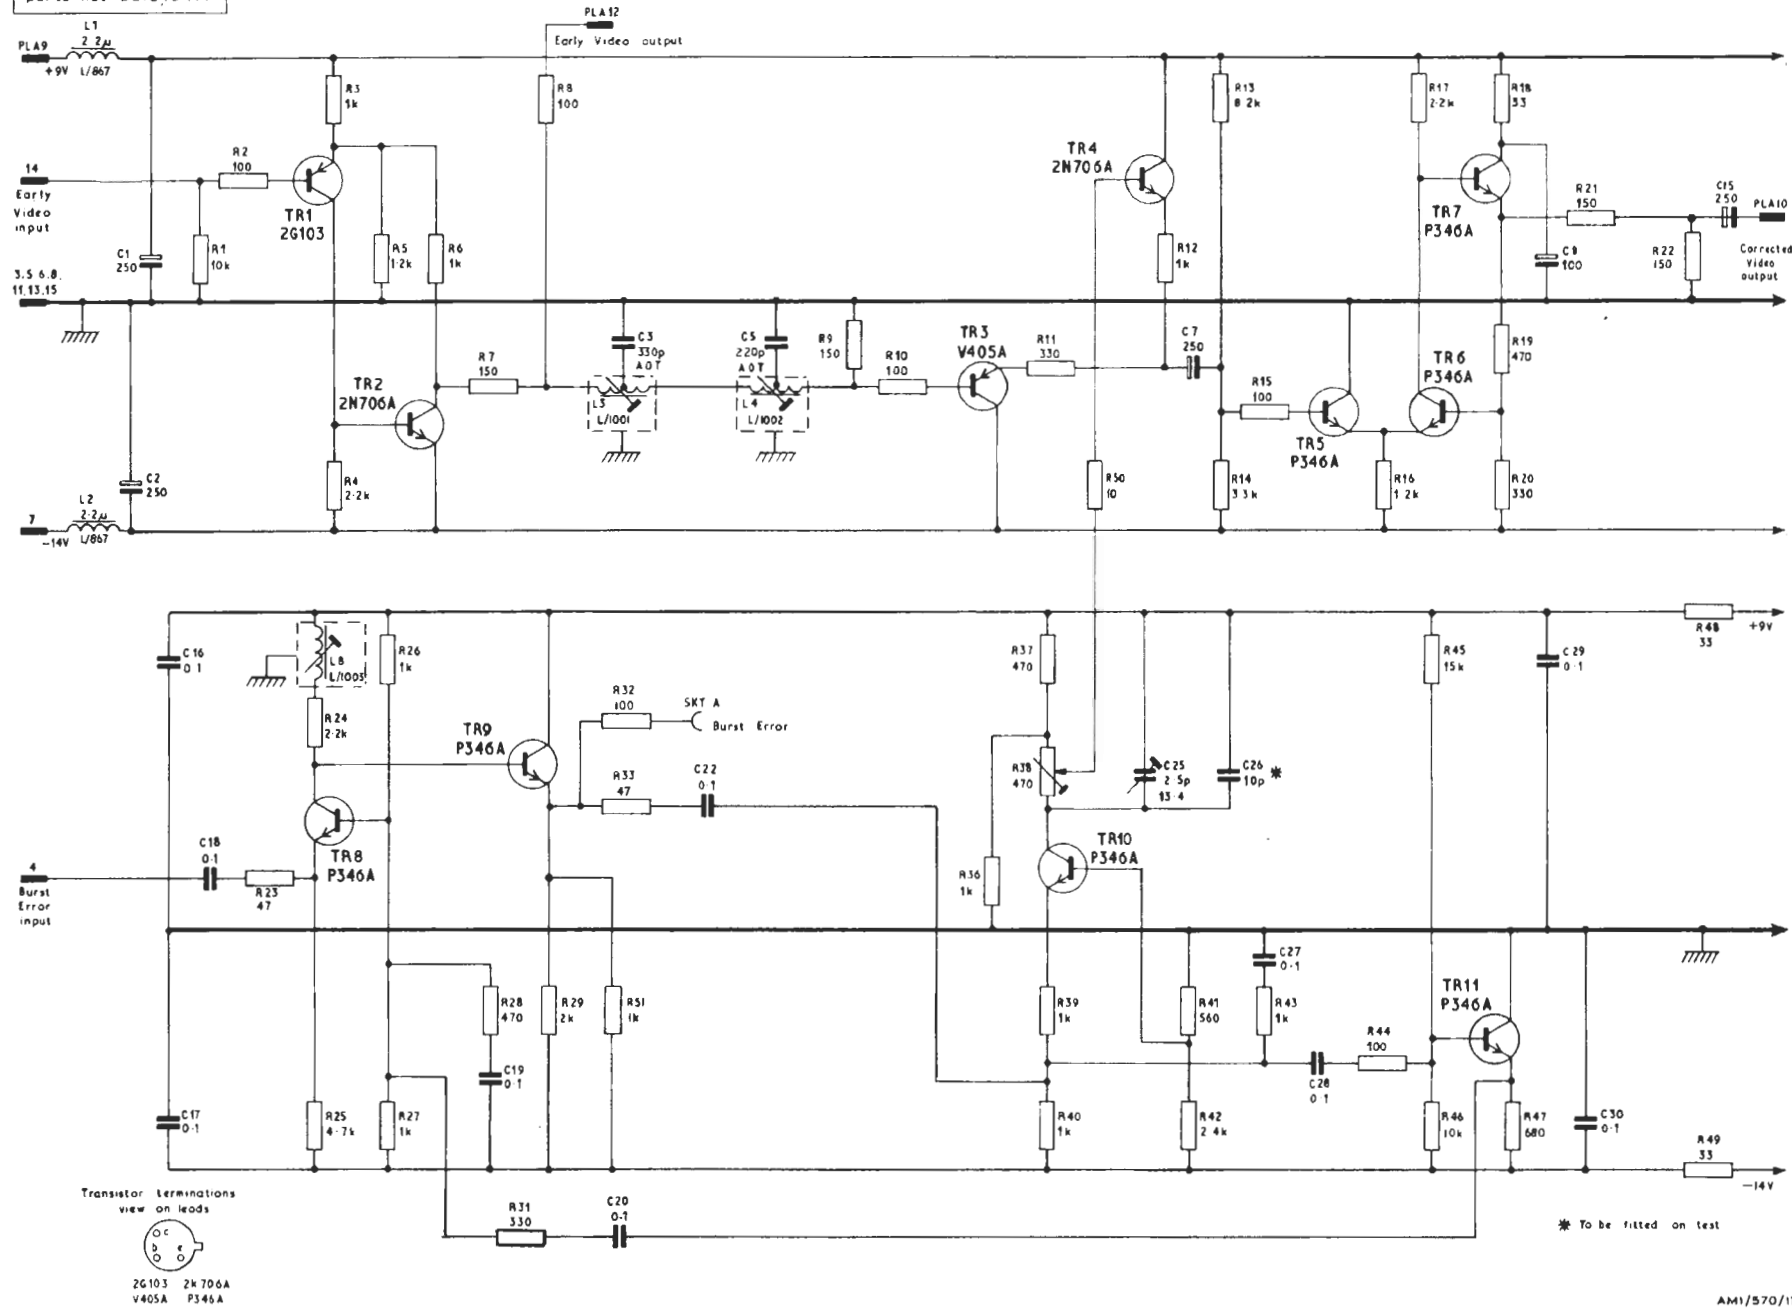 PLA12
Early Video output
L1
2·2µ
L/867
PLA9
+9V
R3
1k
R8
100
R13
8·2k
R17
2·2k
R18
33
TR4
2N706A
14
Early
Video
input
R2
100
TR1
2G103
R1
10k
C1
250
R5
1·2k
R6
1k
R12
1k
TR7
P346A
R21
150
C15
250
PLA10
C9
100
R22
150
Corrected
Video
output
3.5 6.8.
11.13.15
C3
330p
AOT
C5
220p
AOT
R9
150
TR3
V405A
R11
330
C7
250
TR6
P346A
R19
470
R7
150
R10
100
TR2
2N706A
L3
L/1001
L4
L/1002
R15
100
TR5
P346A
C2
250
R4
2·2k
R50
10
R14
3·3k
R16
1·2k
R20
330
L2
2·2µ
L/867
7
-14V
C16
0·1
L8
L/1003
R26
1k
R37
470
R45
15k
C29
0·1
R48
33
+9V
R24
2·2k
TR9
P346A
R32
100
SKT A
Burst Error
R33
47
C22
0·1
R38
470
C25
2·5p
13·4
C26
10p
*
TR8
P346A
C18
0·1
R23
47
4
Burst
Error
input
TR10
P346A
R36
1k
C27
0·1
R28
470
R29
2k
R51
1k
R39
1k
R41
560
R43
1k
TR11
P346A
R44
100
C28
0·1
C19
0·1
C17
0·1
R25
4·7k
R27
1k
R40
1k
R42
2·4k
R46
10k
R47
680
C30
0·1
R49
33
-14V
R31
330
C20
0·1
Transistor terminations
view on leads
c
b e
2G103 2N706A
V405A P346A
* To be fitted on test
AM1/570/1